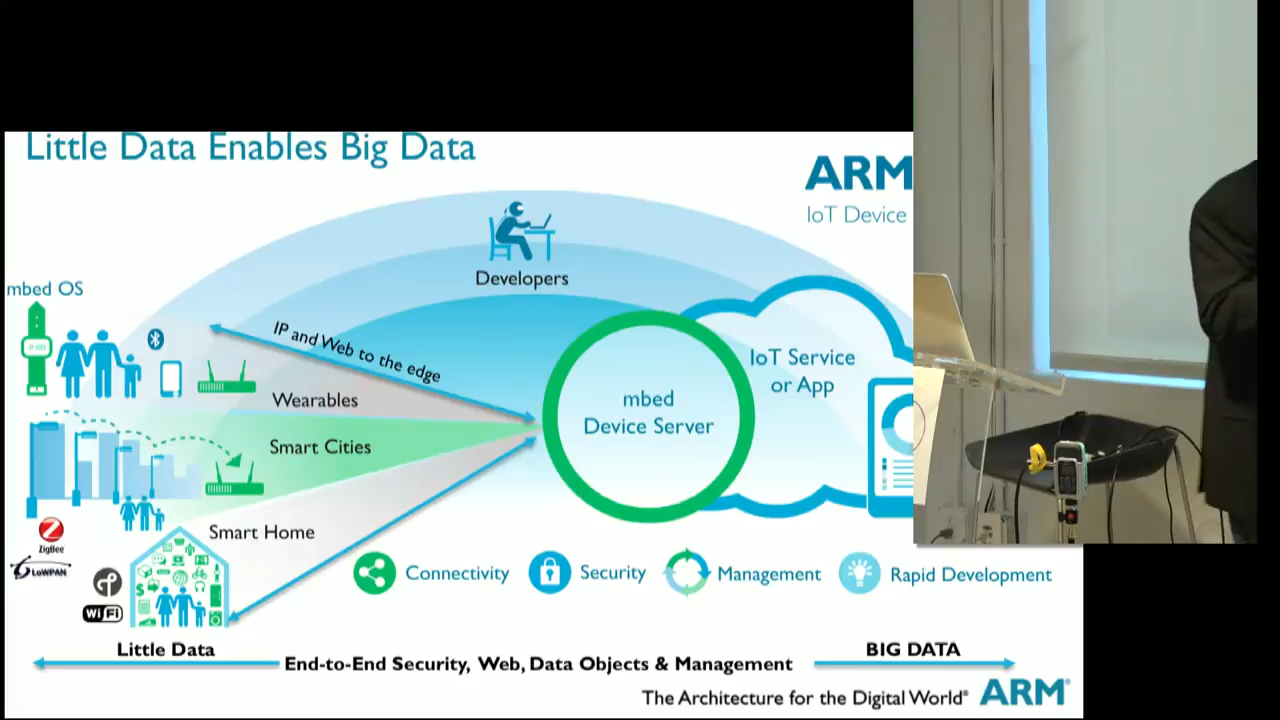 Little Data Enables Big Data
ARM
IoT Device
Developers
mbed OS
IP and Web to the edge
Wearables
Smart Cities
Smart Home
mbed
Device Server
IoT Service
or App
ZigBee
6LoWPAN
WiFi
Connectivity
Security
Management
Rapid Development
Little Data
BIG DATA
End-to-End Security, Web, Data Objects & Management
The Architecture for the Digital World®
ARM®